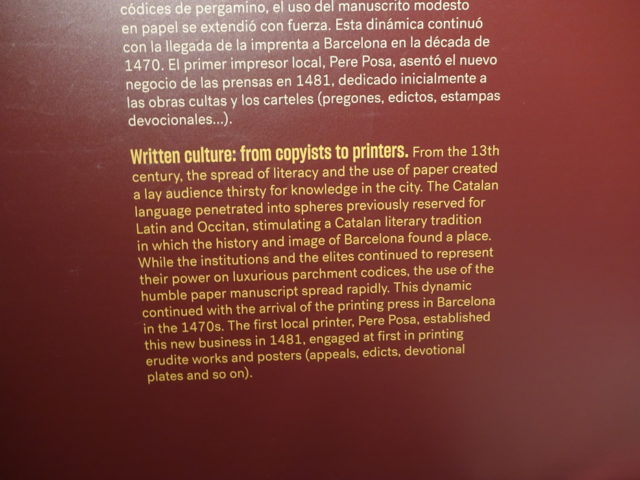 códices de pergamino, el uso del manuscrito modesto
en papel se extendió con fuerza. Esta dinámica continuó
con la llegada de la imprenta a Barcelona en la década de
1470. El primer impresor local, Pere Posa, asentó el nuevo
negocio de las prensas en 1481, dedicado inicialmente a
las obras cultas y los carteles (pregones, edictos, estampas
devocionales...).
Written culture: from copyists to printers. From the 13th
century, the spread of literacy and the use of paper created
a lay audience thirsty for knowledge in the city. The Catalan
language penetrated into spheres previously reserved for
Latin and Occitan, stimulating a Catalan literary tradition
in which the history and image of Barcelona found a place.
While the institutions and the elites continued to represent
their power on luxurious parchment codices, the use of the
humble paper manuscript spread rapidly. This dynamic
continued with the arrival of the printing press in Barcelona
in the 1470s. The first local printer, Pere Posa, established
this new business in 1481, engaged at first in printing
erudite works and posters (appeals, edicts, devotional
plates and so on).